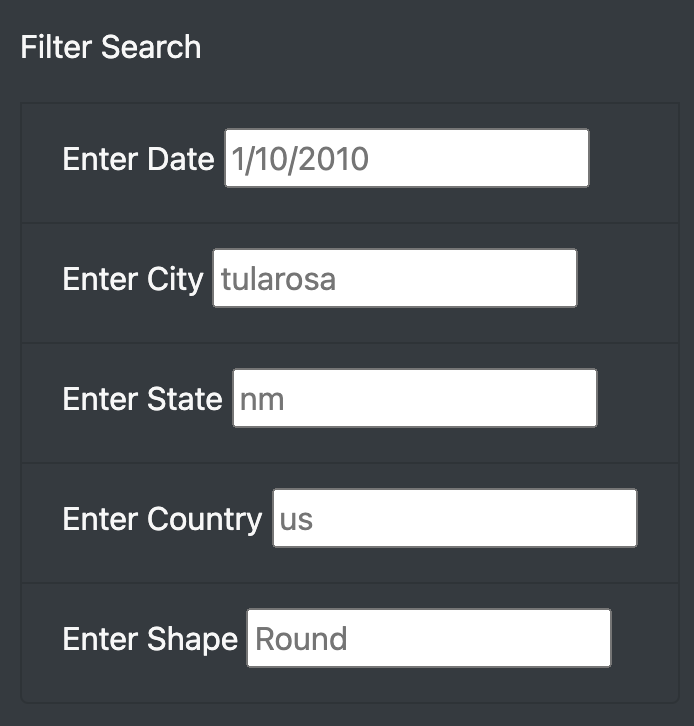 Filter Search
Enter Date 1/10/2010
Enter City tularosa
Enter State nm
Enter Country us
Enter Shape Round